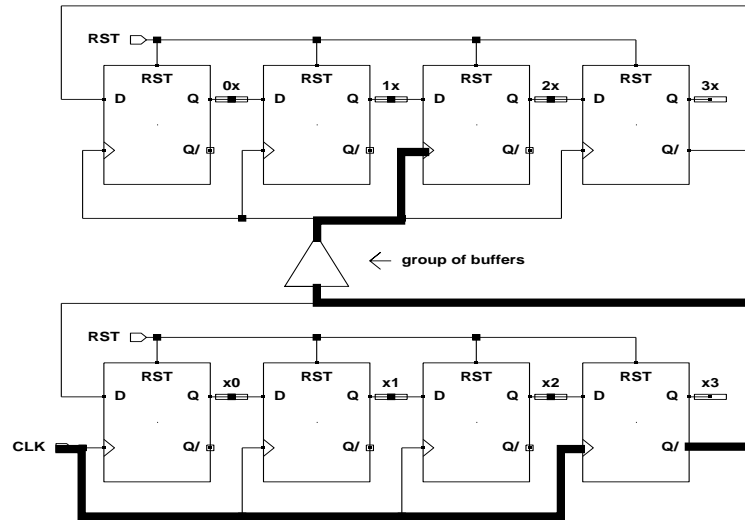 RST
RST RST RST RST
0x 1x 2x 3x
D Q D Q D Q D Q
Q/ Q/ Q/ Q/
group of buffers
RST
RST RST RST RST
x0 x1 x2 x3
D Q D Q D Q D Q
CLK Q/ Q/ Q/ Q/